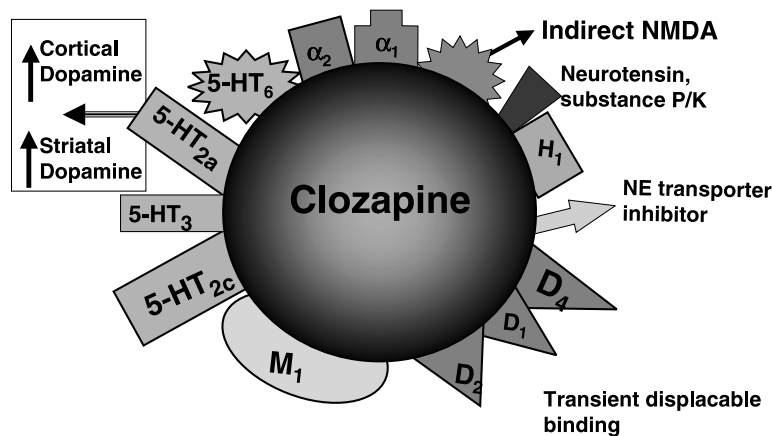 Cortical
Dopamine
Striatal
Dopamine
5-HT6
α2
α1
Indirect NMDA
Neurotensin,
substance P/K
5-HT2a
H1
Clozapine
5-HT3
NE transporter
inhibitor
5-HT2c
D4
D1
M1
D2
Transient displacable
binding